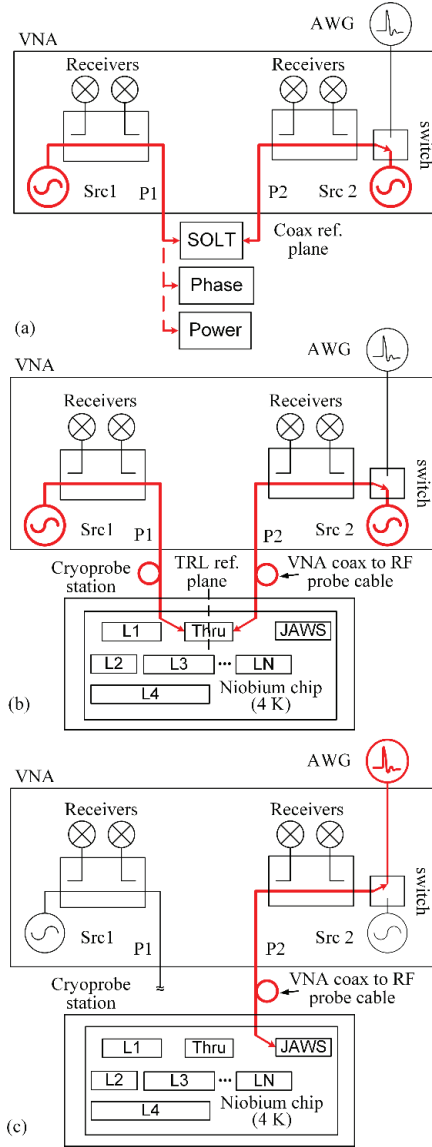 AWG
VNA
Receivers
Receivers
switch
Src1
P1
P2
Src 2
SOLT
Coax ref.
plane
Phase
Power
(a)
AWG
VNA
Receivers
Receivers
switch
Src1
P1
P2
Src 2
Cryoprobe
station
TRL ref.
plane
VNA coax to RF
probe cable
L1
Thru
JAWS
L2
L3
...
LN
L4
Niobium chip
(4 K)
(b)
AWG
VNA
Receivers
Receivers
switch
Src1
P1
P2
Src 2
Cryoprobe
station
VNA coax to RF
probe cable
L1
Thru
JAWS
L2
L3
...
LN
L4
Niobium chip
(4 K)
(c)